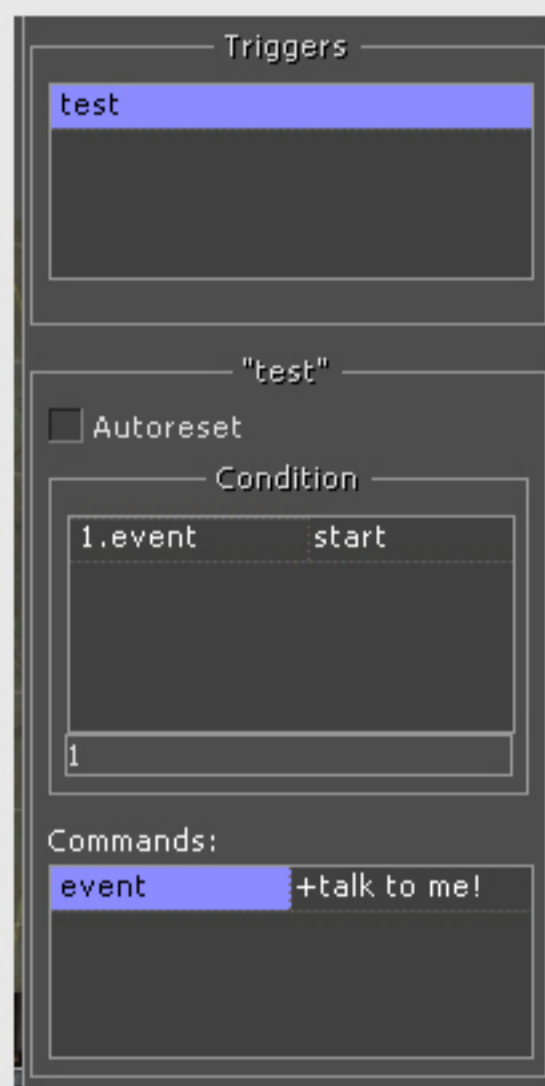 Triggers
test
"test"
Autoreset
Condition
1.event start
1
Commands:
event +talk to me!